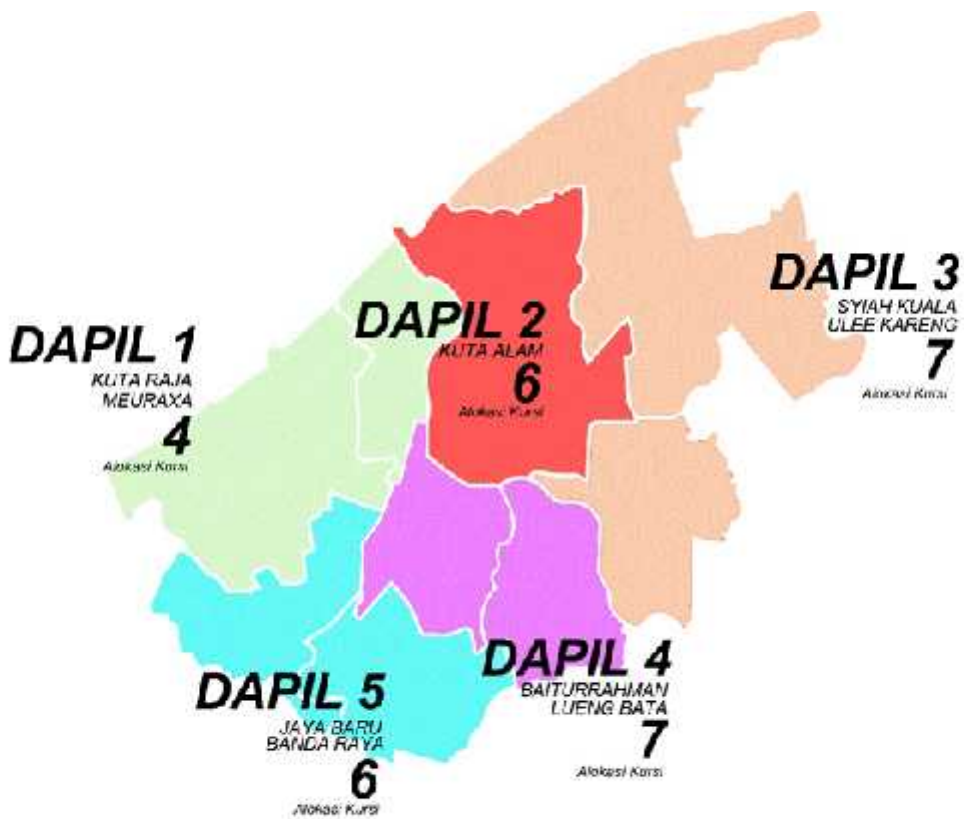 DAPIL 1
KUTA RAJA
MEURAXA
4
Alokasi Kursi
DAPIL 2
KUTA ALAM
6
Alokasi Kursi
DAPIL 3
SYIAH KUALA
ULEE KARENG
7
Alokasi Kursi
DAPIL 4
BAITURRAHMAN
LUENG BATA
7
Alokasi Kursi
DAPIL 5
JAYA BARU
BANDA RAYA
6
Alokasi Kursi